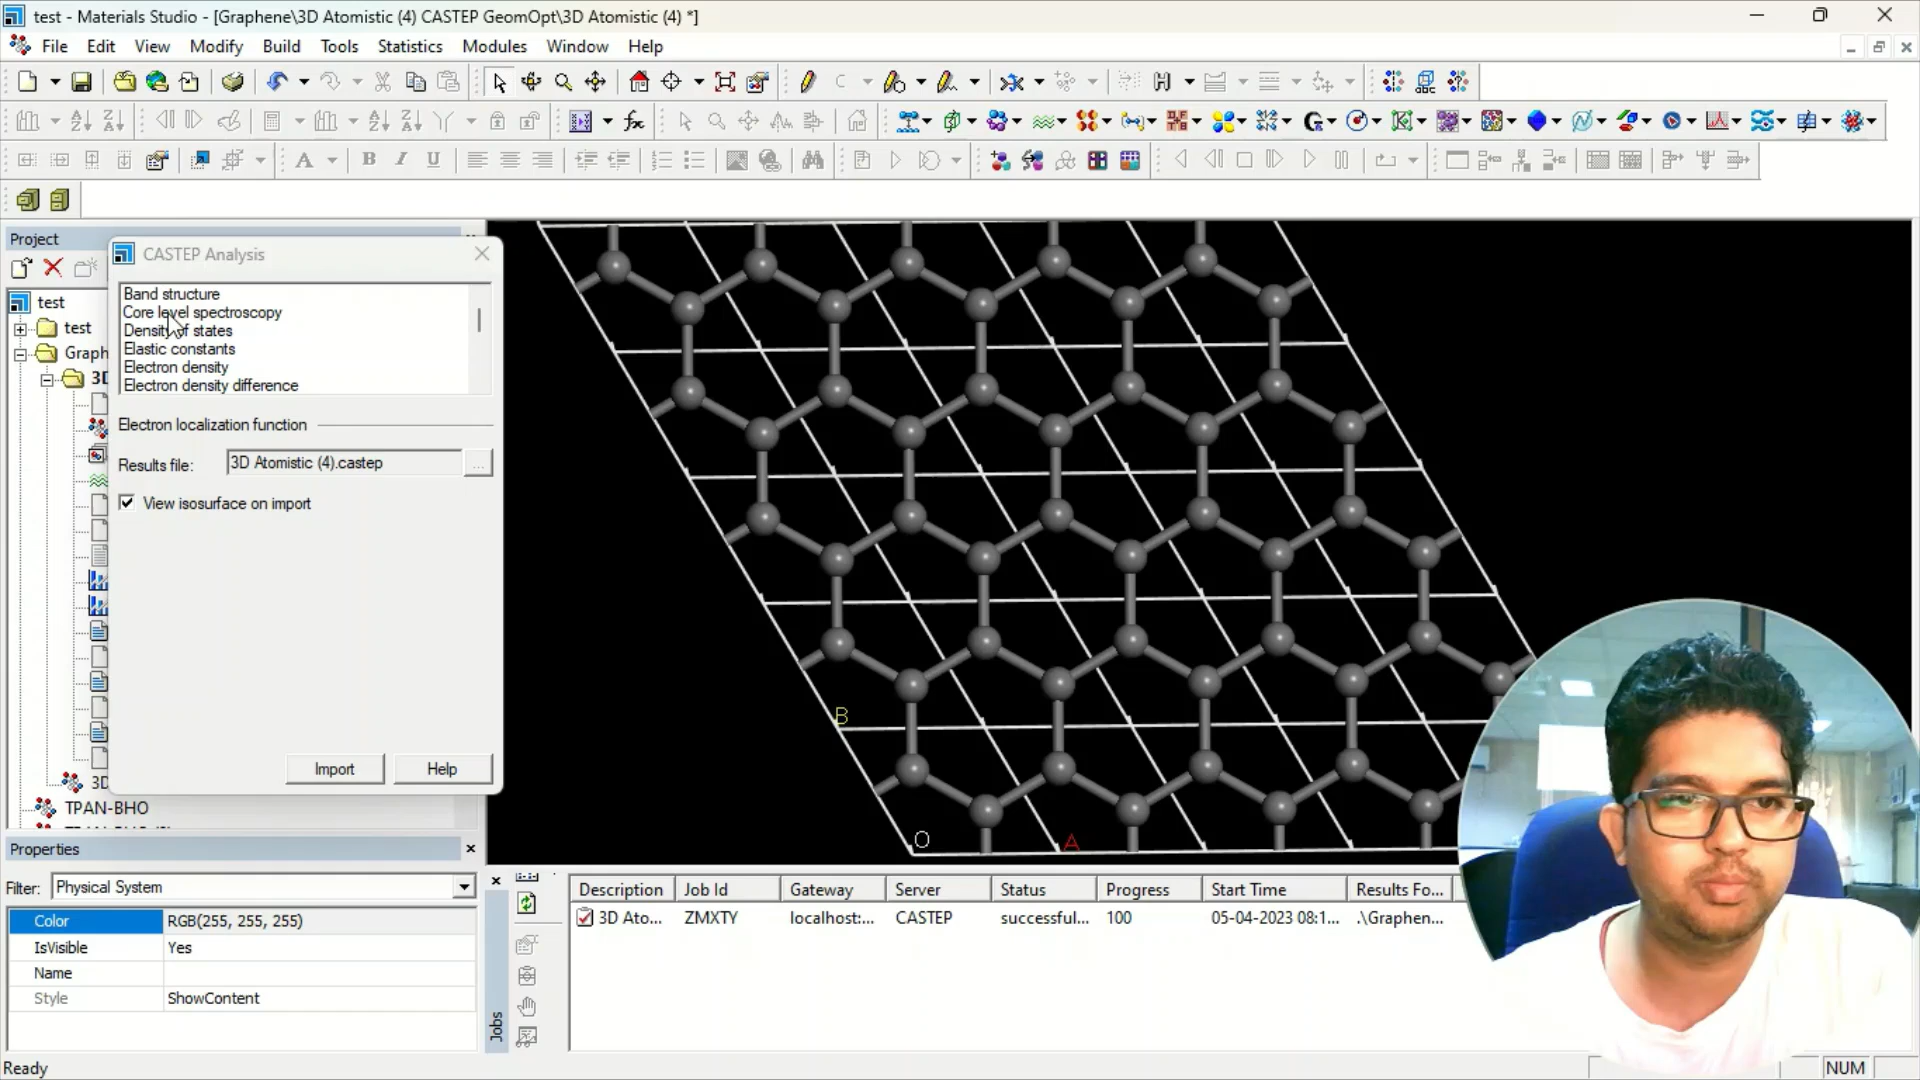 test - Materials Studio - [Graphene\3D Atomistic (4) CASTEP GeomOpt\3D Atomistic (4) *]
File Edit View Modify Build Tools Statistics Window Help
Project
CASTEP Analysis
test
test
Graph
3D
3D
TPAN-BHO
Band structure
Core level spectroscopy
Density of states
Elastic constants
Electron density
Electron density difference
Electron localization function
Results file: 3D Atomistic (4).castep ...
View isosurface on import
Import Help
B
O
A
Properties
Filter: Physical System
Color RGB(255, 255, 255)
IsVisible Yes
Name
Style ShowContent
Jobs
Description Job Id Gateway Server Status Progress Start Time Results Fo...
3D Ato... ZMXTY localhost:... CASTEP successful... 100 05-04-2023 08:1... .\Graphen...
Ready
NUM